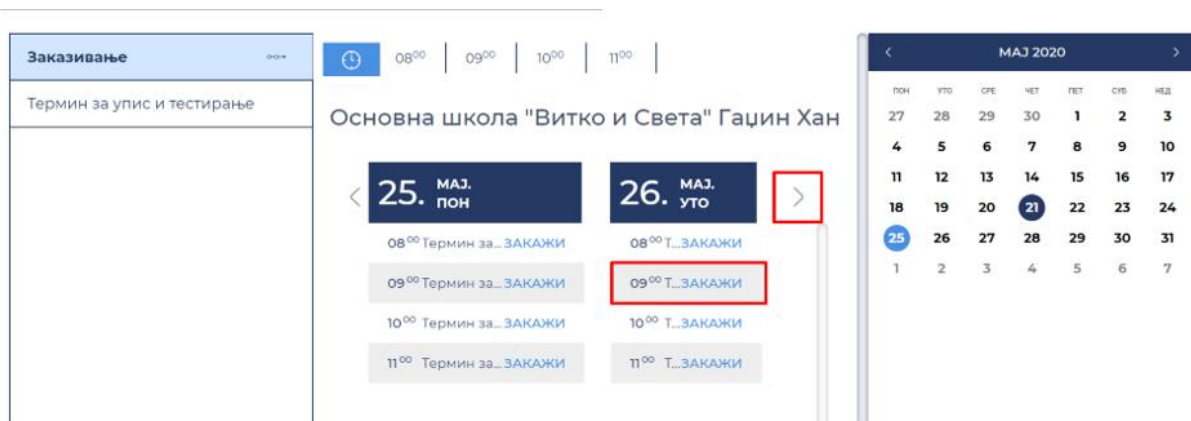 Заказивање
Термин за упис и тестирање
08⁰⁰ 09⁰⁰ 10⁰⁰ 11⁰⁰
Основна школа "Витко и Света" Гаџин Хан
25. МАЈ. ПОН
26. МАЈ. УТО
08⁰⁰ Термин за... ЗАКАЖИ
08⁰⁰ Т...ЗАКАЖИ
09⁰⁰ Термин за... ЗАКАЖИ
09⁰⁰ Т...ЗАКАЖИ
10⁰⁰ Термин за... ЗАКАЖИ
10⁰⁰ Т...ЗАКАЖИ
11⁰⁰ Термин за... ЗАКАЖИ
11⁰⁰ Т...ЗАКАЖИ
МАЈ 2020
ПОН УТО СРЕ ЧЕТ ПЕТ СУБ НЕД
27 28 29 30 1 2 3
4 5 6 7 8 9 10
11 12 13 14 15 16 17
18 19 20 21 22 23 24
25 26 27 28 29 30 31
1 2 3 4 5 6 7